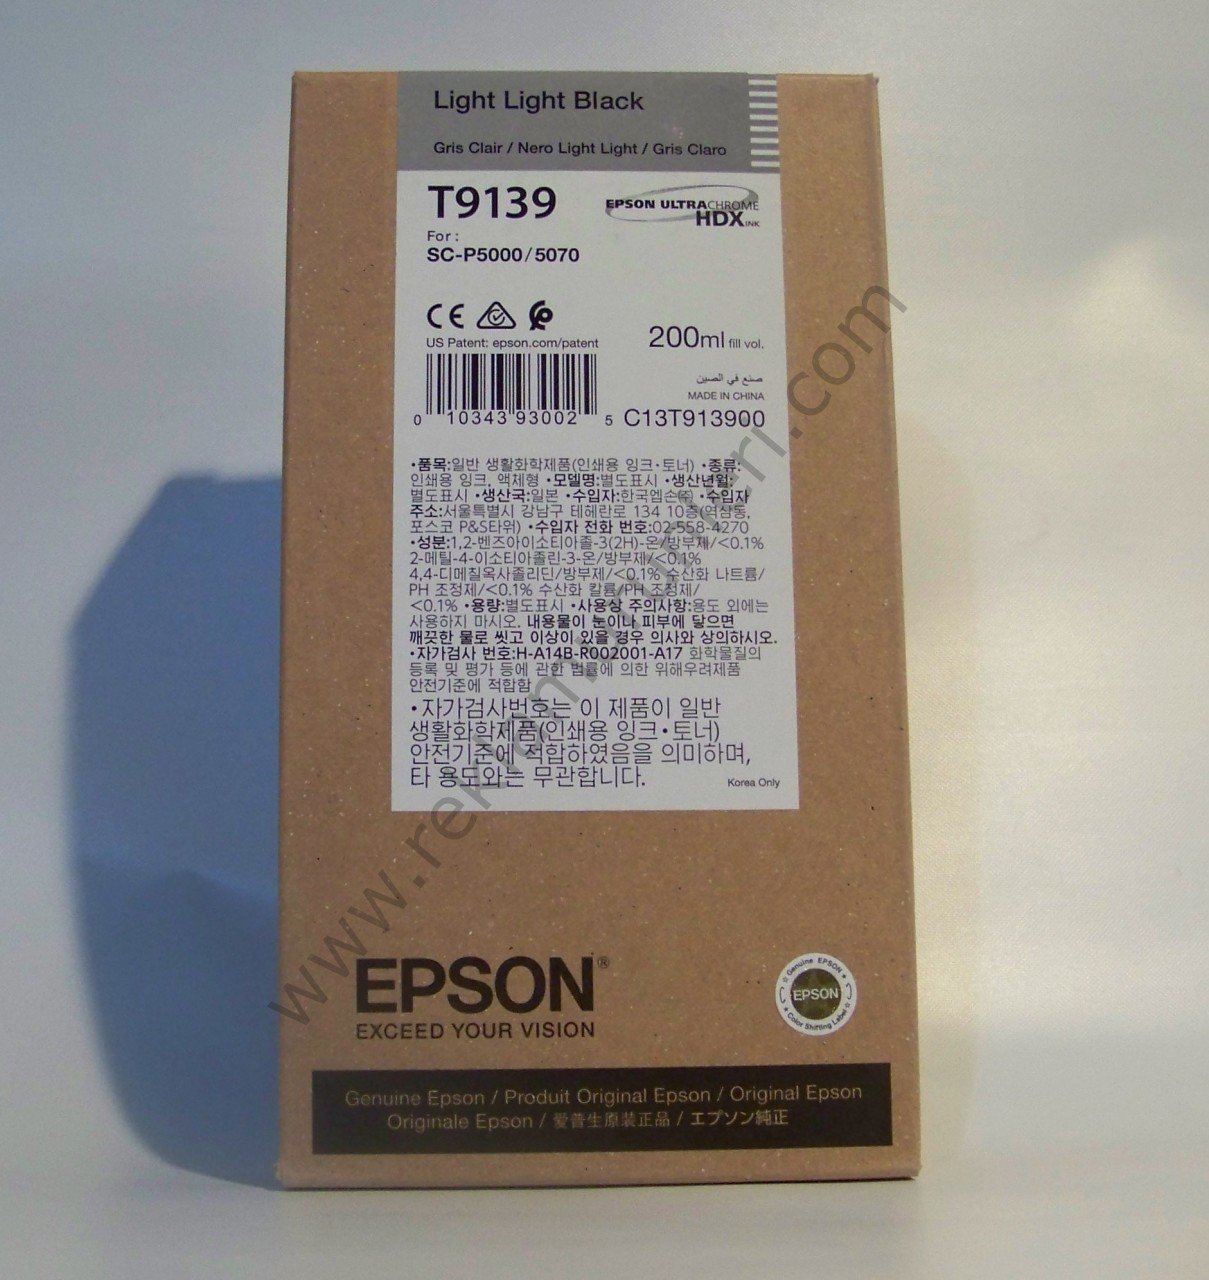 Light Light Black
Gris Clair / Nero Light Light / Gris Claro
T9139
EPSON ULTRACHROME
HDX INK
For :
SC-P5000/5070
CE
200ml fill vol.
US Patent: epson.com/patent
صنع في الصين
MADE IN CHINA
0 10343 93002 5
C13T913900
•품목:일반 생활화학제품(인쇄용 잉크•토너) •종류:
인쇄용 잉크, 액체형 •모델명:별도표시 •생산년월:
별도표시 •생산국:일본 •수입자:한국엡손㈜ •수입자
주소:서울특별시 강남구 테헤란로 134 10층(역삼동,
포스코 P&S타워) •수입자 전화 번호:02-558-4270
•성분:1,2-벤즈아이소티아졸-3(2H)-온/방부제/<0.1%
2-메틸-4-이소티아졸린-3-온/방부제/<0.1%
4,4-디메칠옥사졸리딘/방부제/<0.1% 수산화 나트륨/
PH 조정제/<0.1% 수산화 칼륨/PH 조정제/
<0.1% •용량:별도표시 •사용상 주의사항:용도 외에는
사용하지 마시오. 내용물이 눈이나 피부에 닿으면
깨끗한 물로 씻고 이상이 있을 경우 의사와 상의하시오.
•자가검사 번호:H-A14B-R002001-A17 화학물질의
등록 및 평가 등에 관한 법률에 의한 위해우려제품
안전기준에 적합함
•자가검사번호는 이 제품이 일반
생활화학제품(인쇄용 잉크•토너)
안전기준에 적합하였음을 의미하며,
타 용도와는 무관합니다.
Korea Only
www.reklamurunleri.com
EPSON®
EXCEED YOUR VISION
Genuine EPSON
EPSON
Color Shifting Label
Genuine Epson / Produit Original Epson / Original Epson
Originale Epson / 爱普生原装正品 / エプソン純正